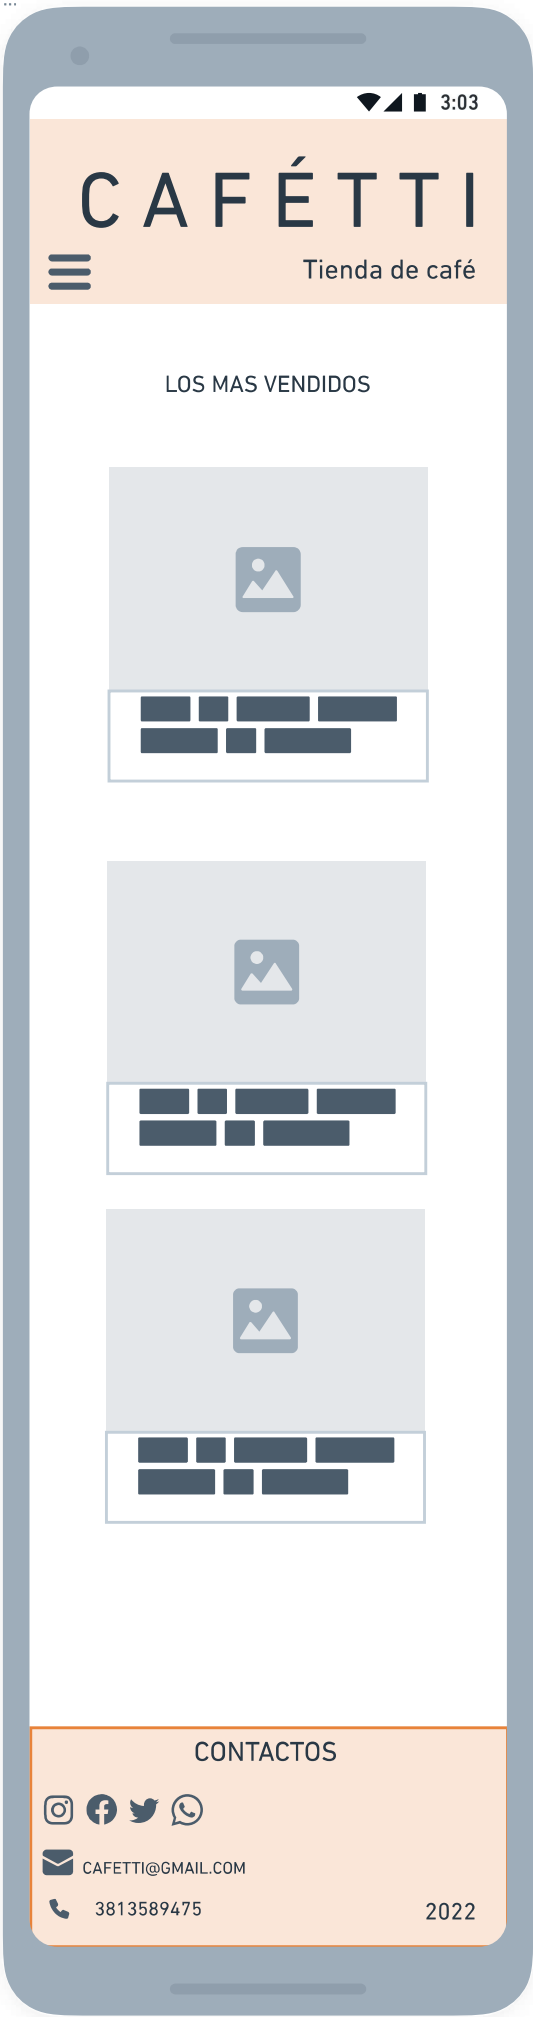 3:03
CAFÉTTI
Tienda de café
LOS MAS VENDIDOS
CONTACTOS
CAFETTI@GMAIL.COM
3813589475
2022